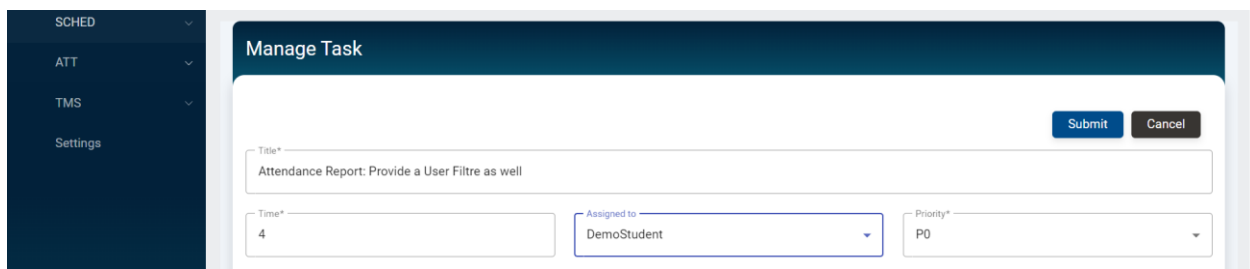 SCHED
ATT
TMS
Settings
Manage Task
Submit Cancel
Title*
Attendance Report: Provide a User Filtre as well
Time* Assigned to Priority*
4 DemoStudent P0